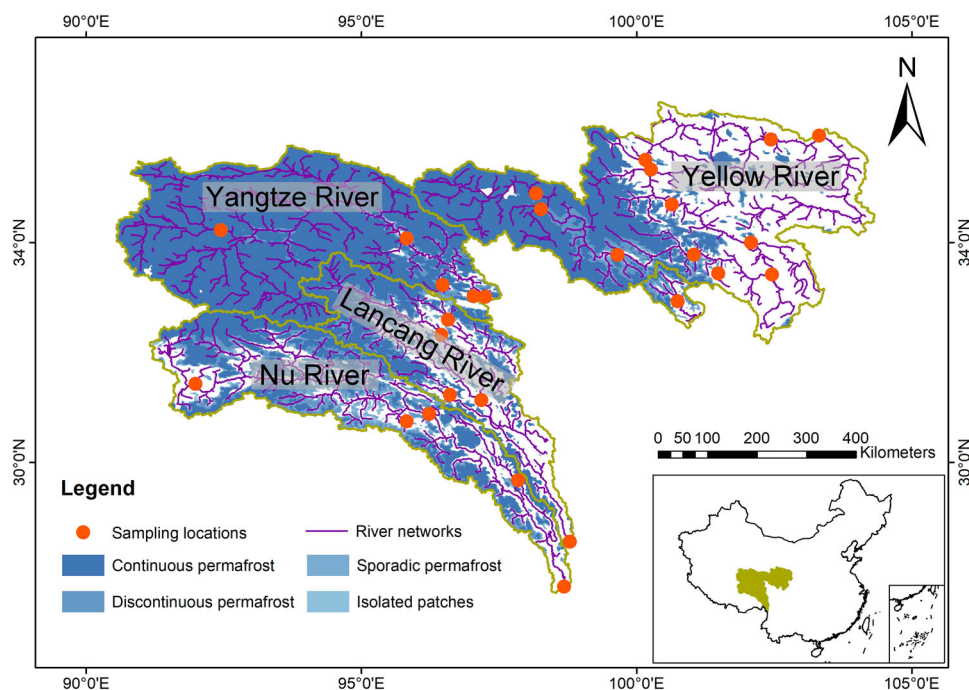 90°0'E 95°0'E 100°0'E 105°0'E
N
Yangtze River
Yellow River
34°0'N 34°0'N
Lancang River
Nu River
30°0'N 30°0'N
0 50 100 200 300 400
Kilometers
Legend
Sampling locations
River networks
Continuous permafrost
Sporadic permafrost
Discontinuous permafrost
Isolated patches
90°0'E 95°0'E 100°0'E 105°0'E